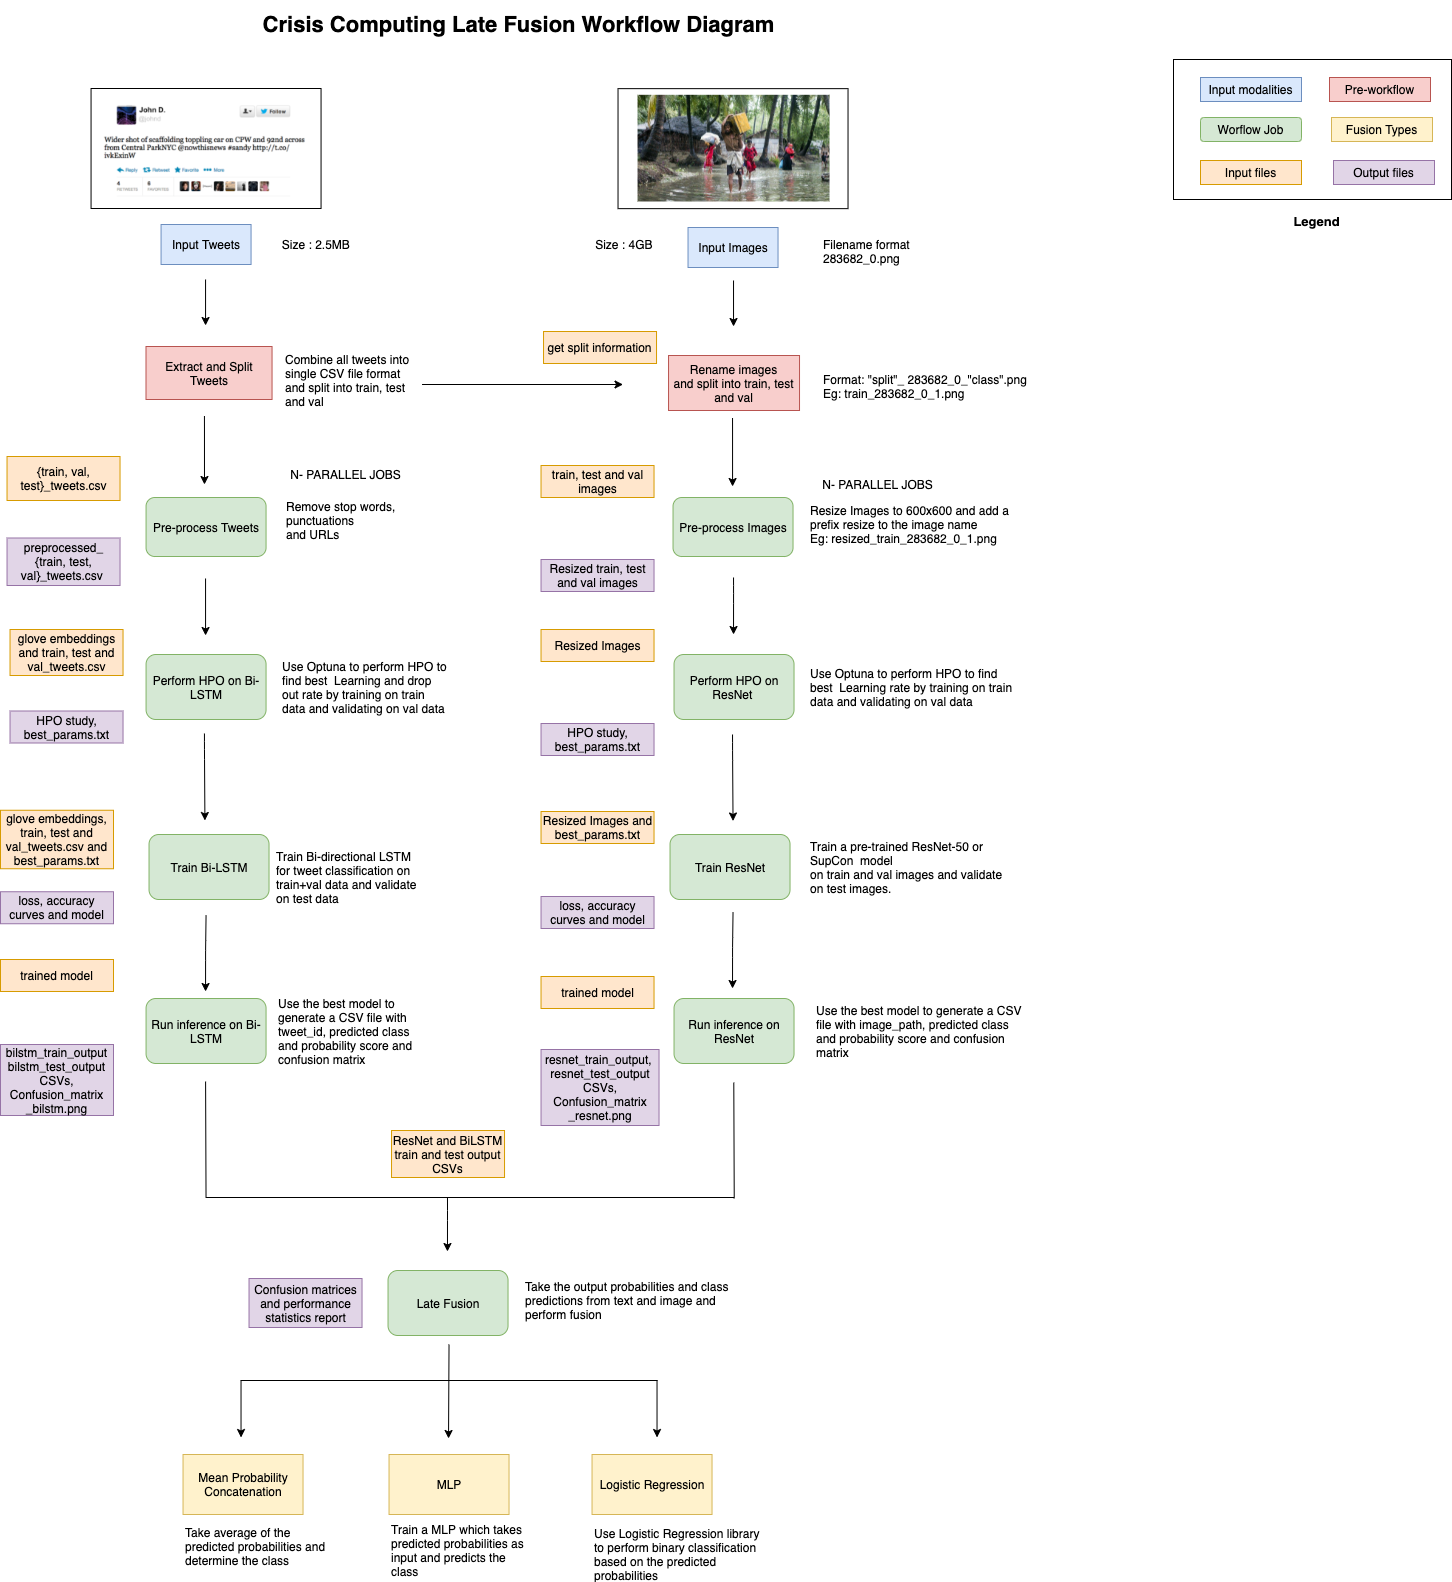 Crisis Computing Late Fusion Workflow Diagram
John D.
@johnd
Follow
Wider shot of scaffolding toppling car on CPW and 92nd across
from Central ParkNYC @nowthisnews #sandy http://t.co/
ivkExinW
Reply Retweet Favorite More
4
RETWEETS
6
FAVORITES
Input modalities
Pre-workflow
Worflow Job
Fusion Types
Input files
Output files
Legend
Input Tweets
Size : 2.5MB
Size : 4GB
Input Images
Filename format
283682_0.png
Extract and Split
Tweets
Combine all tweets into
single CSV file format
and split into train, test
and val
get split information
Rename images
and split into train, test
and val
Format: "split"_ 283682_0_"class".png
Eg: train_283682_0_1.png
{train, val,
test}_tweets.csv
N- PARALLEL JOBS
Pre-process Tweets
Remove stop words,
punctuations
and URLs
preprocessed_
{train, test,
val}_tweets.csv
train, test and val
images
N- PARALLEL JOBS
Pre-process Images
Resize Images to 600x600 and add a
prefix resize to the image name
Eg: resized_train_283682_0_1.png
Resized train, test
and val images
glove embeddings
and train, test and
val_tweets.csv
Perform HPO on Bi-
LSTM
Use Optuna to perform HPO to
find best  Learning and drop
out rate by training on train
data and validating on val data
HPO study,
best_params.txt
Resized Images
Perform HPO on
ResNet
Use Optuna to perform HPO to find
best  Learning rate by training on train
data and validating on val data
HPO study,
best_params.txt
glove embeddings,
train, test and
val_tweets.csv and
best_params.txt
Train Bi-LSTM
Train Bi-directional LSTM
for tweet classification on
train+val data and validate
on test data
loss, accuracy
curves and model
Resized Images and
best_params.txt
Train ResNet
Train a pre-trained ResNet-50 or
SupCon  model
on train and val images and validate
on test images.
loss, accuracy
curves and model
trained model
Run inference on Bi-
LSTM
Use the best model to
generate a CSV file with
tweet_id, predicted class
and probability score and
confusion matrix
bilstm_train_output
bilstm_test_output
CSVs,
Confusion_matrix
_bilstm.png
trained model
Run inference on
ResNet
Use the best model to generate a CSV
file with image_path, predicted class
and probability score and confusion
matrix
resnet_train_output,
resnet_test_output
CSVs,
Confusion_matrix
_resnet.png
ResNet and BiLSTM
train and test output
CSVs
Confusion matrices
and performance
statistics report
Late Fusion
Take the output probabilities and class
predictions from text and image and
perform fusion
Mean Probability
Concatenation
MLP
Logistic Regression
Take average of the
predicted probabilities and
determine the class
Train a MLP which takes
predicted probabilities as
input and predicts the
class
Use Logistic Regression library
to perform binary classification
based on the predicted
probabilities